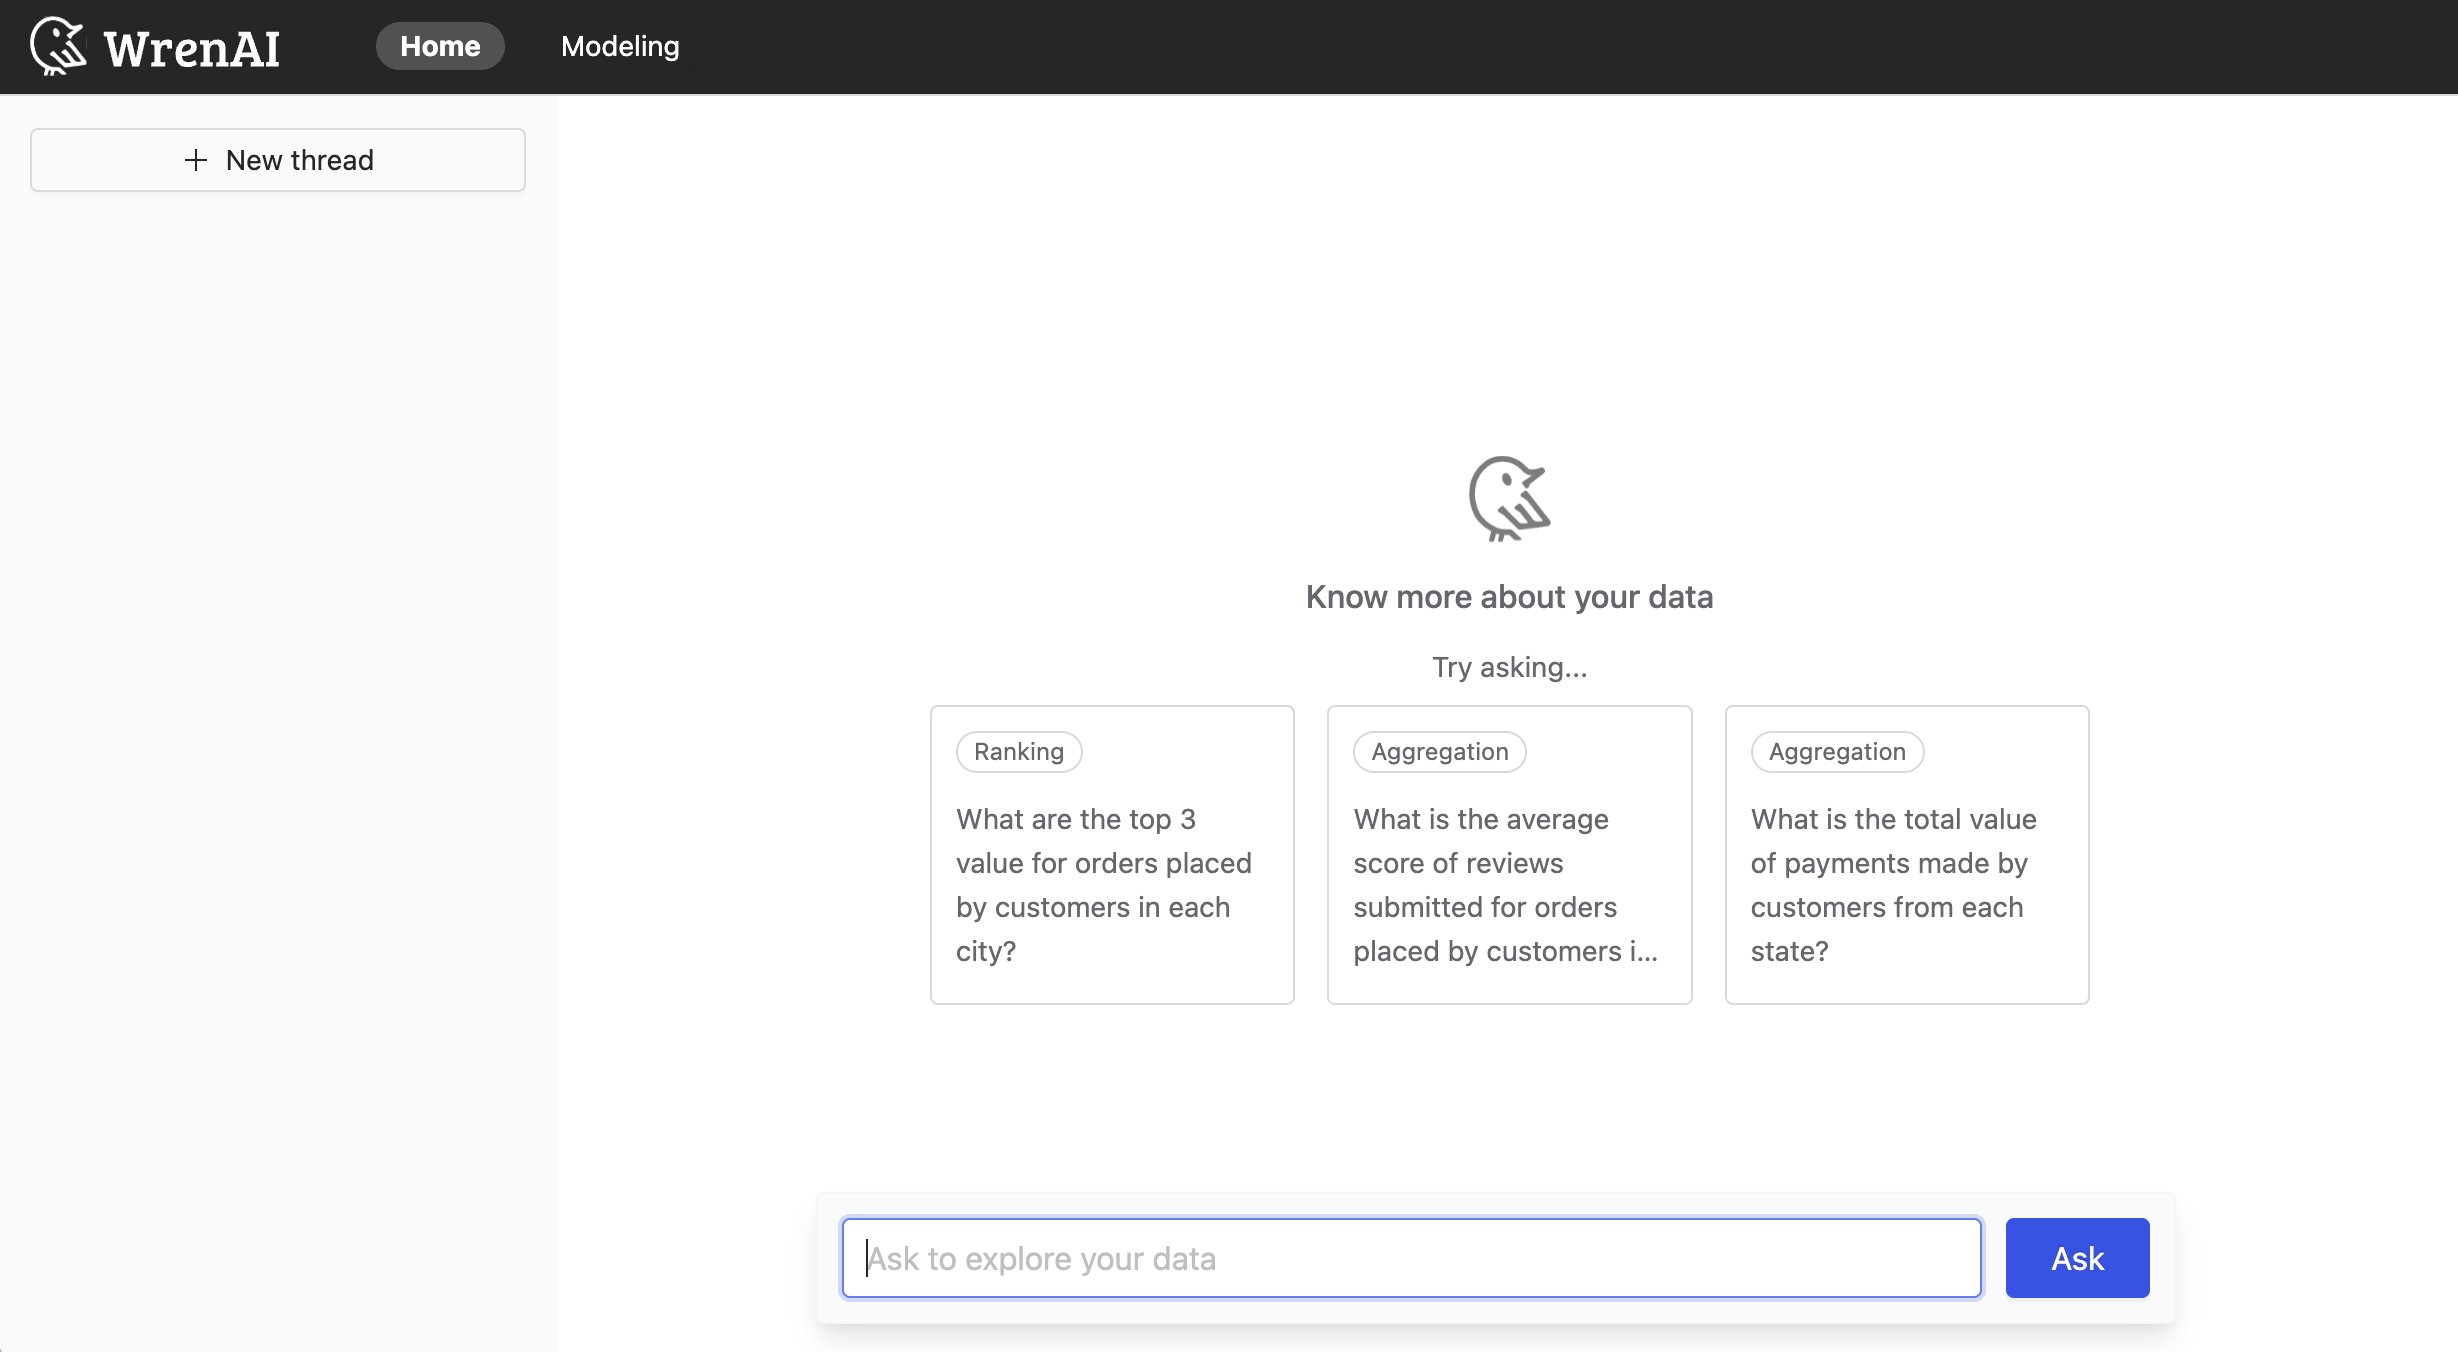 WrenAI
Home
Modeling
New thread
Know more about your data
Try asking...
Ranking
What are the top 3
value for orders placed
by customers in each
city?
Aggregation
What is the average
score of reviews
submitted for orders
placed by customers i...
Aggregation
What is the total value
of payments made by
customers from each
state?
Ask to explore your data
Ask